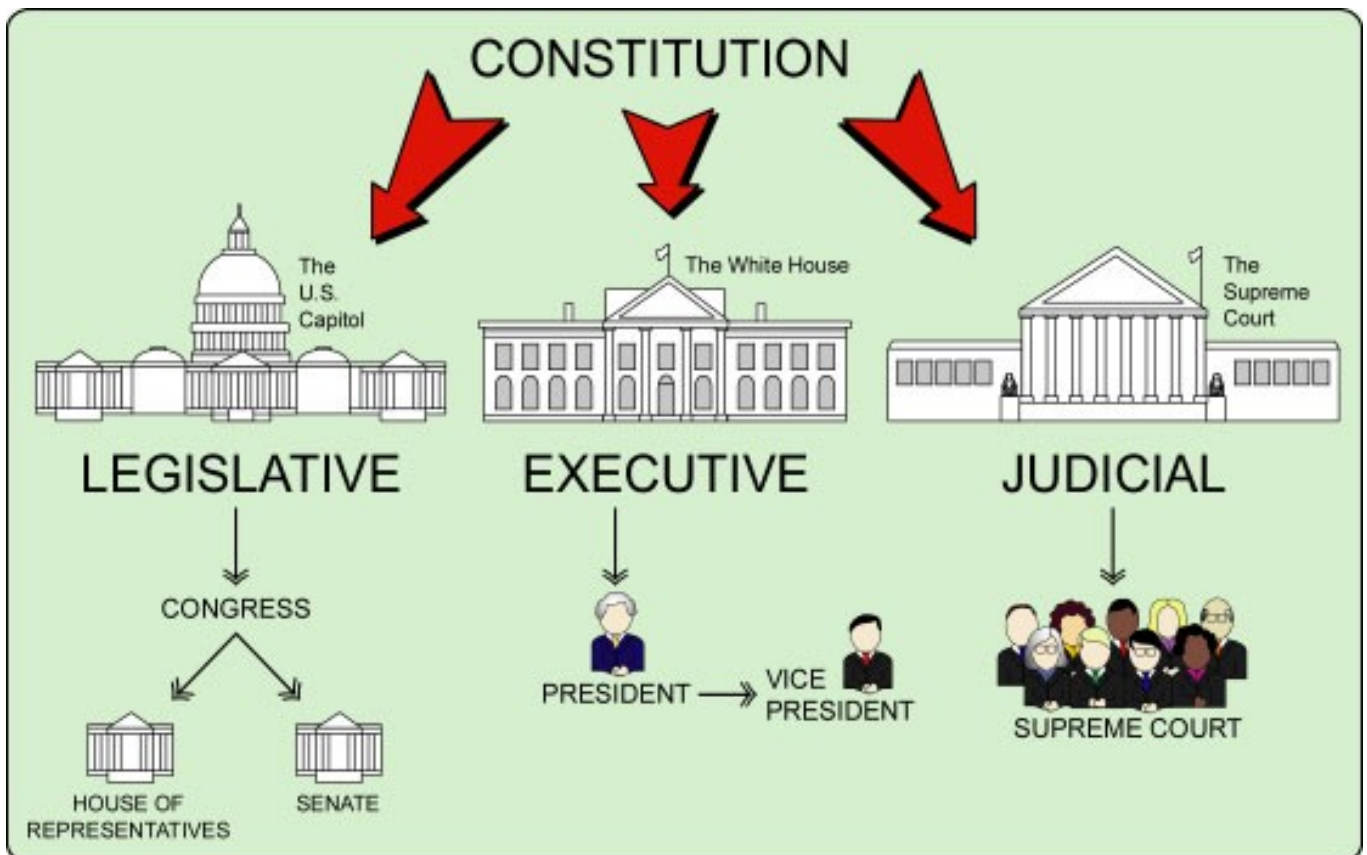 CONSTITUTION
The
U.S.
Capitol
The White House
The
Supreme
Court
LEGISLATIVE
EXECUTIVE
JUDICIAL
CONGRESS
HOUSE OF
REPRESENTATIVES
SENATE
PRESIDENT
VICE
PRESIDENT
SUPREME COURT